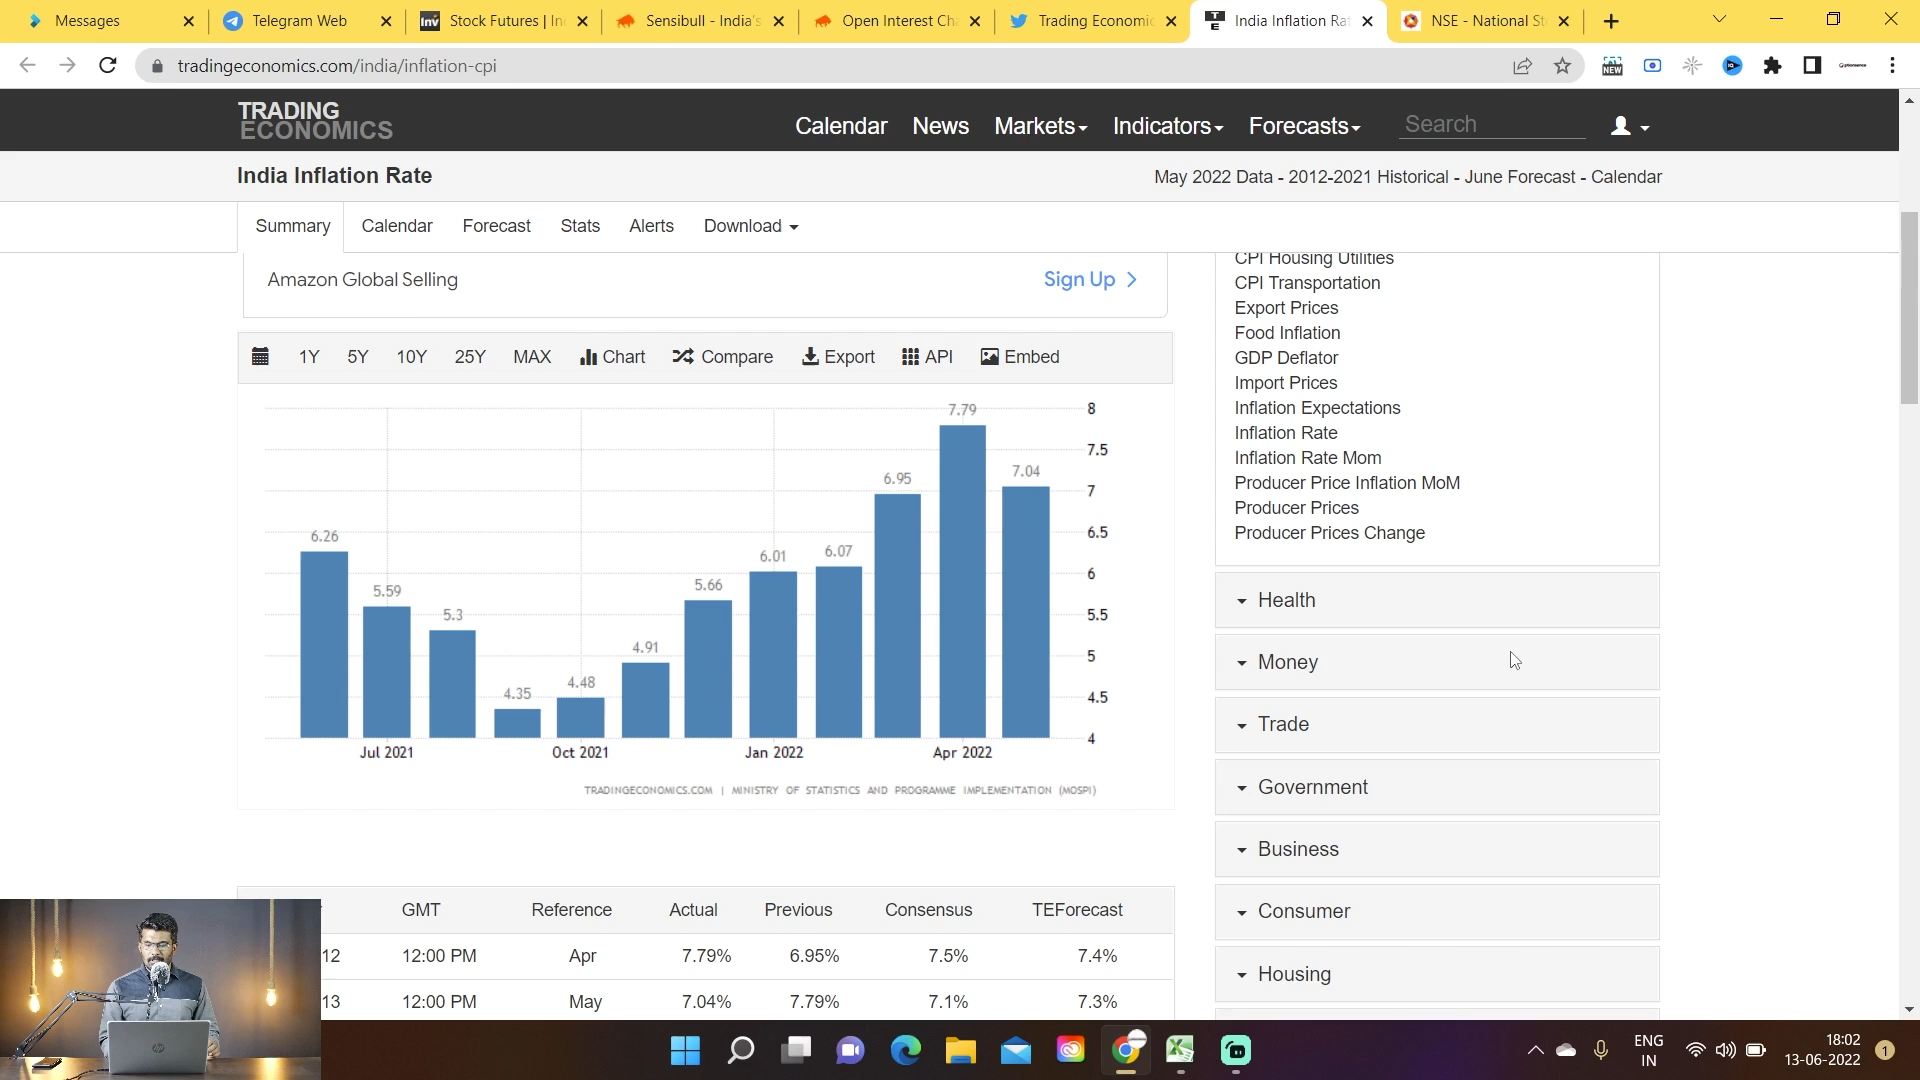 Messages
Telegram Web
Inv Stock Futures | In
Sensibull - India's
Open Interest Ch
Trading Economic
TE India Inflation Ra
NSE - National St
tradingeconomics.com/india/inflation-cpi
NEW
TRADING
ECONOMICS
Calendar News Markets Indicators Forecasts Search
India Inflation Rate
May 2022 Data - 2012-2021 Historical - June Forecast - Calendar
Summary Calendar Forecast Stats Alerts Download
Amazon Global Selling
Sign Up
1Y 5Y 10Y 25Y MAX Chart Compare Export API Embed
7.79
8
7.5
6.95
7.04
7
6.26
6.5
6.01
6.07
6
5.59
5.66
5.3
5.5
4.91
5
4.35
4.48
4.5
4
Jul 2021
Oct 2021
Jan 2022
Apr 2022
TRADINGECONOMICS.COM | MINISTRY OF STATISTICS AND PROGRAMME IMPLEMENTATION (MOSPI)
GMT Reference Actual Previous Consensus TEForecast
12 12:00 PM Apr 7.79% 6.95% 7.5% 7.4%
13 12:00 PM May 7.04% 7.79% 7.1% 7.3%
CPI Housing Utilities
CPI Transportation
Export Prices
Food Inflation
GDP Deflator
Import Prices
Inflation Expectations
Inflation Rate
Inflation Rate Mom
Producer Price Inflation MoM
Producer Prices
Producer Prices Change
Health
Money
Trade
Government
Business
Consumer
Housing
hp
ENG
IN
18:02
13-06-2022
1